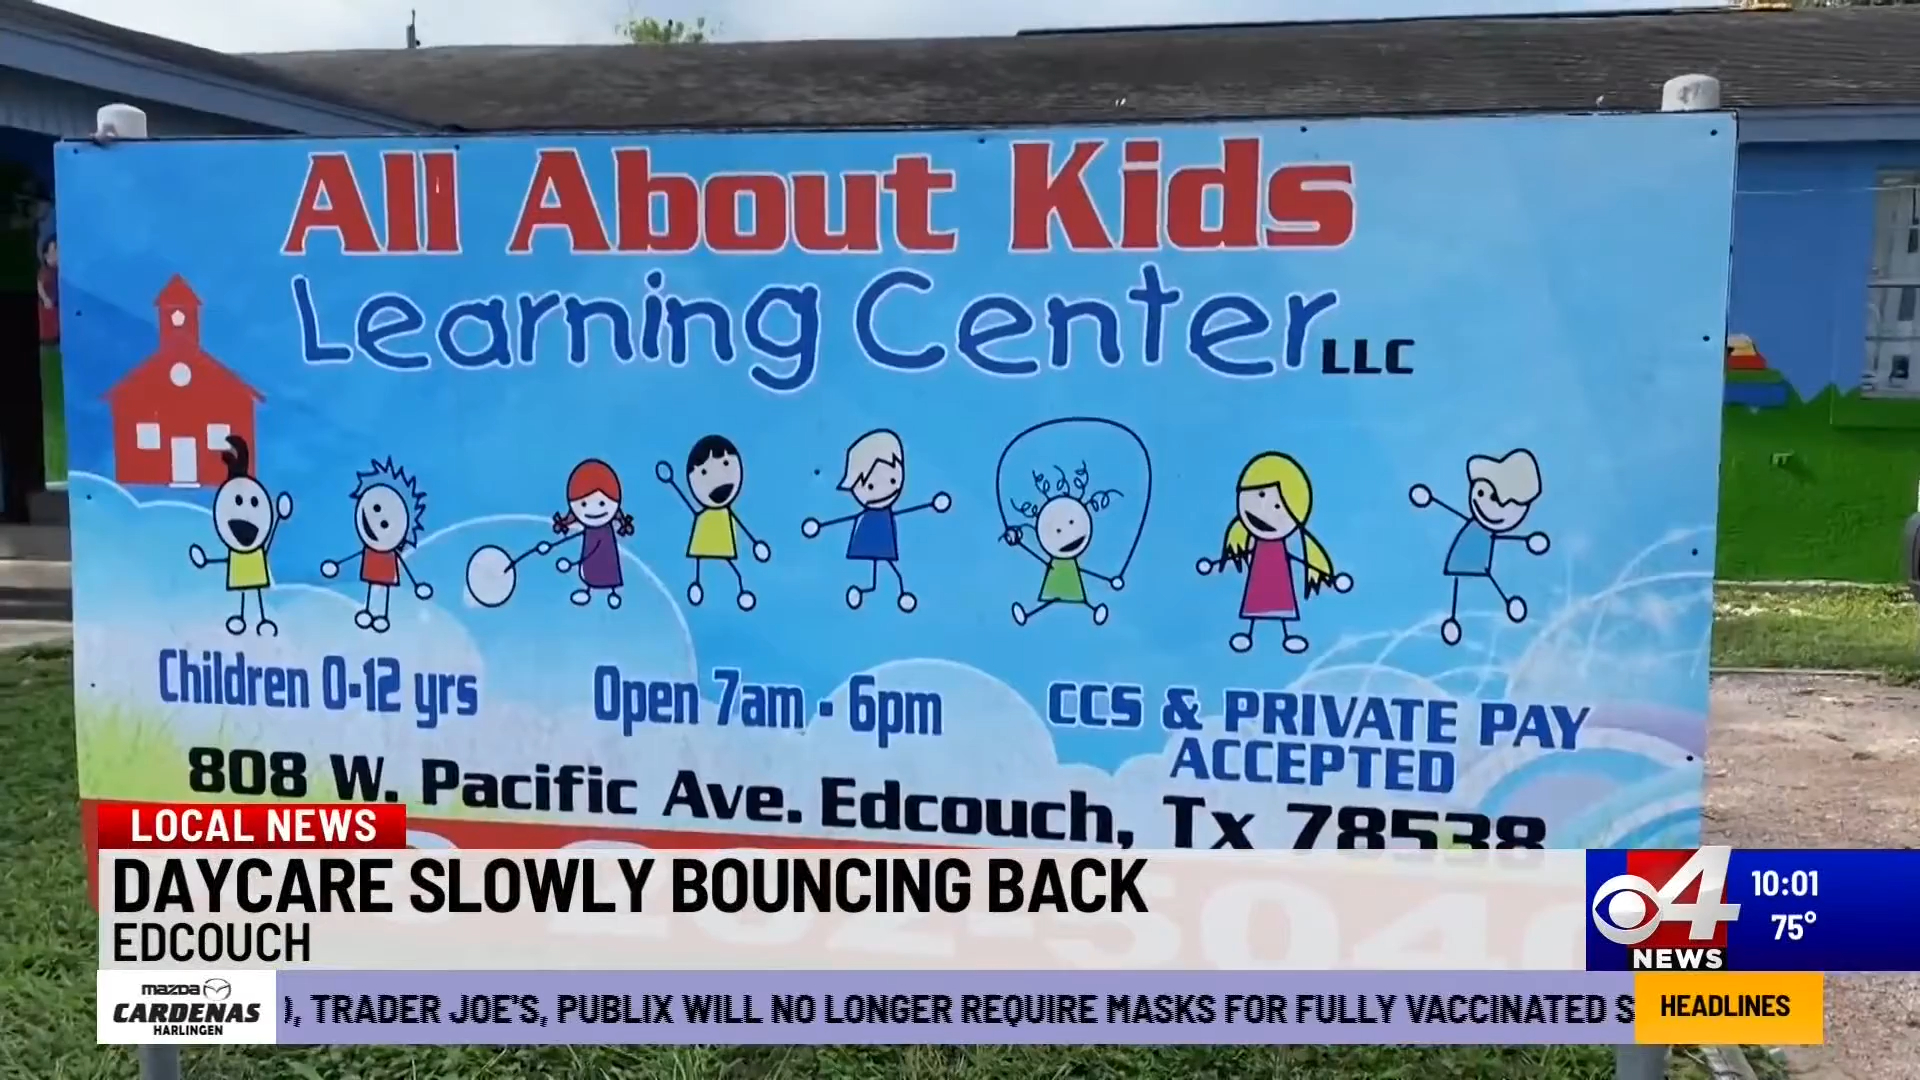 All About Kids
Learning Center LLC
Children 0-12 yrs
Open 7am - 6pm
CCS & PRIVATE PAY
ACCEPTED
808 W. Pacific Ave. Edcouch, Tx 78538
LOCAL NEWS
DAYCARE SLOWLY BOUNCING BACK
EDCOUCH
4
NEWS
10:01
75°
mazda
CARDENAS
HARLINGEN
, TRADER JOE'S, PUBLIX WILL NO LONGER REQUIRE MASKS FOR FULLY VACCINATED
HEADLINES